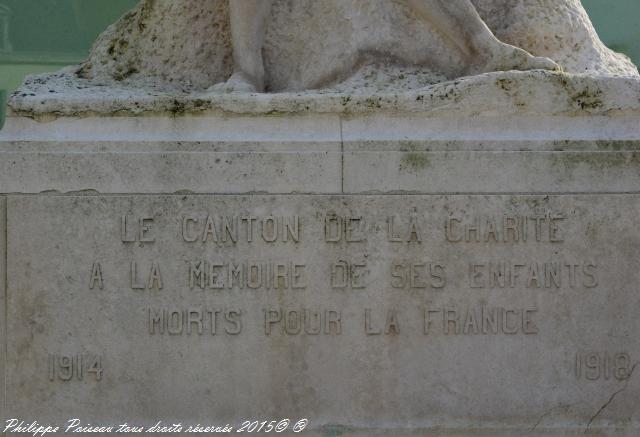 LE CANTON DE LA CHARITE
A LA MEMOIRE DE SES ENFANTS
MORTS POUR LA FRANCE
1914 1918
Philippe Poiseau tous droits réservés 2015 ® ®